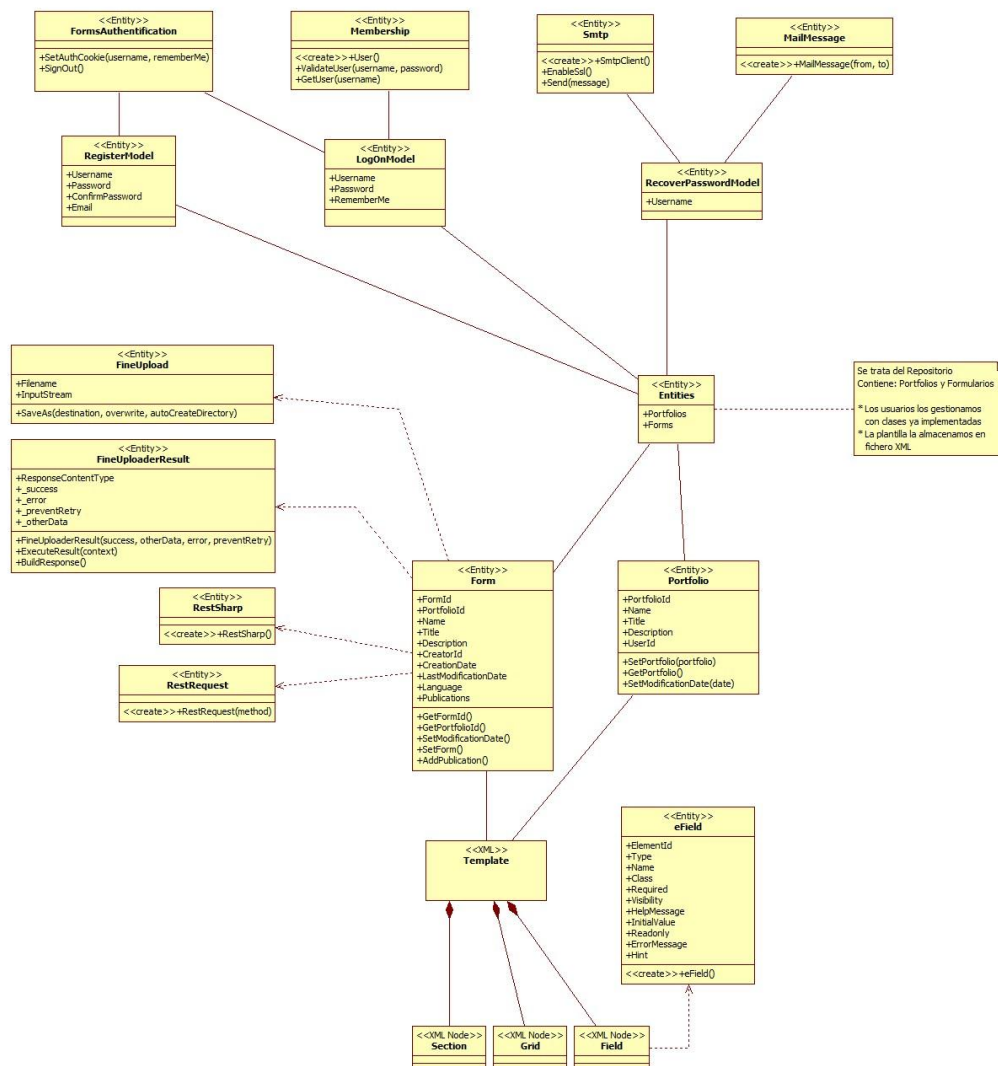 <<Entity>>
FormsAuthentification
+SetAuthCookie(username, rememberMe)
+SignOut()
<<Entity>>
Membership
<<create>>+User()
+ValidateUser(username, password)
+GetUser(username)
<<Entity>>
Smtp
<<create>>+SmtpClient()
+EnableSsl()
+Send(message)
<<Entity>>
MailMessage
<<create>>+MailMessage(from, to)
<<Entity>>
RegisterModel
+Username
+Password
+ConfirmPassword
+Email
<<Entity>>
LogOnModel
+Username
+Password
+RememberMe
<<Entity>>
RecoverPasswordModel
+Username
<<Entity>>
FineUpload
+Filename
+InputStream
+SaveAs(destination, overwrite, autoCreateDirectory)
<<Entity>>
Entities
+Portfolios
+Forms
Se trata del Repositorio
Contiene: Portfolios y Formularios
* Los usuarios los gestionamos
con clases ya implementadas
* La plantilla la almacenamos en
fichero XML
<<Entity>>
FineUploaderResult
+ResponseContentType
+_success
+_error
+_preventRetry
+_otherData
+FineUploaderResult(success, otherData, error, preventRetry)
+ExecuteResult(context)
+BuildResponse()
<<Entity>>
Form
+FormId
+PortfolioId
+Name
+Title
+Description
+CreatorId
+CreationDate
+LastModificationDate
+Language
+Publications
+GetFormId()
+GetPortfolioId()
+SetModificationDate()
+SetForm()
+AddPublication()
<<Entity>>
Portfolio
+PortfolioId
+Name
+Title
+Description
+UserId
+SetPortfolio(portfolio)
+GetPortfolio()
+SetModificationDate(date)
<<Entity>>
RestSharp
<<create>>+RestSharp()
<<Entity>>
RestRequest
<<create>>+RestRequest(method)
<<XML>>
Template
<<Entity>>
eField
+ElementId
+Type
+Name
+Class
+Required
+Visibility
+HelpMessage
+InitialValue
+Readonly
+ErrorMessage
+Hint
<<create>>+eField()
<<XML Node>>
Section
<<XML Node>>
Grid
<<XML Node>>
Field